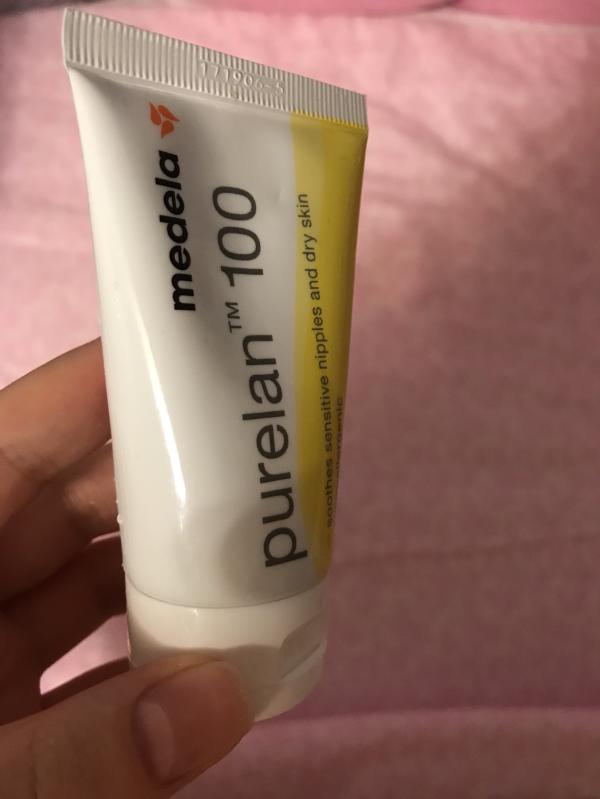 medela
purelan™ 100
soothes sensitive nipples and dry skin